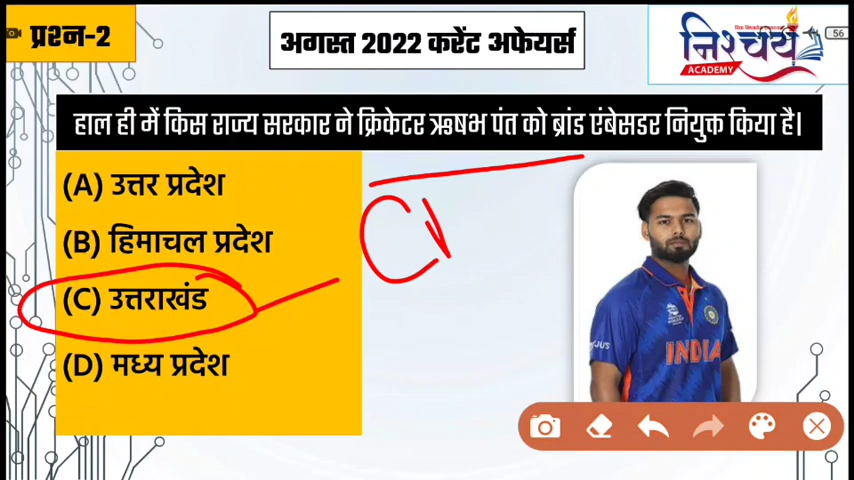 प्रश्न-2
अगस्त 2022 करेंट अफेयर्स
निश्चय
ACADEMY
56
हाल ही में किस राज्य सरकार ने क्रिकेटर ऋषभ पंत को ब्रांड एंबेसडर नियुक्त किया है।
(A) उत्तर प्रदेश
(B) हिमाचल प्रदेश
(C) उत्तराखंड
(D) मध्य प्रदेश
INDIA